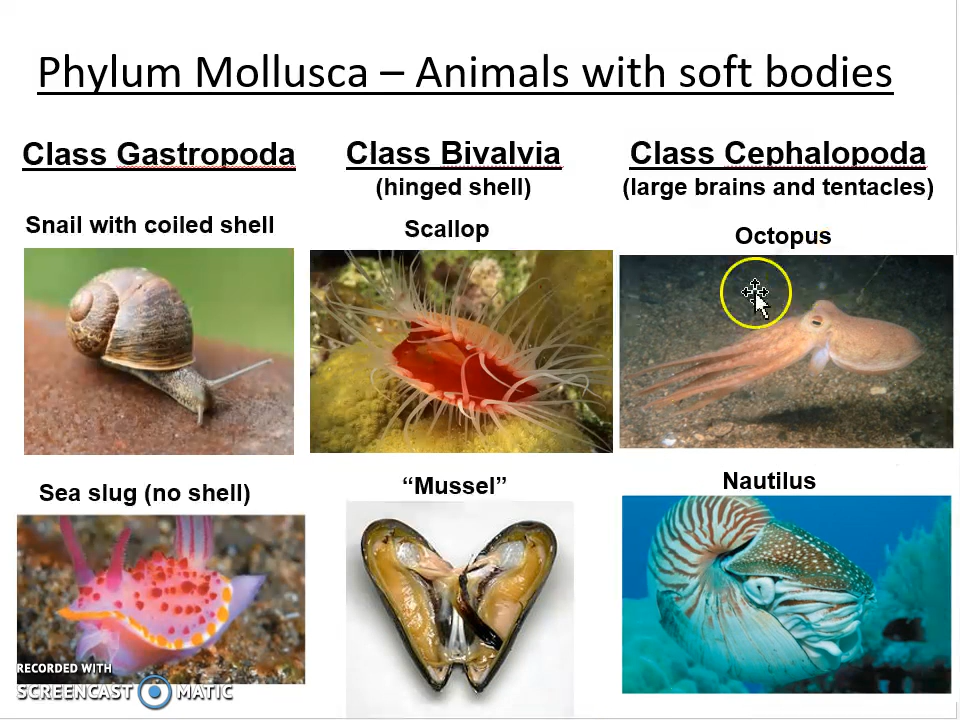 Phylum Mollusca – Animals with soft bodies
Class Gastropoda
Snail with coiled shell
Sea slug (no shell)
Class Bivalvia
(hinged shell)
Scallop
“Mussel”
Class Cephalopoda
(large brains and tentacles)
Octopus
Nautilus
RECORDED WITH
SCREENCAST MATIC